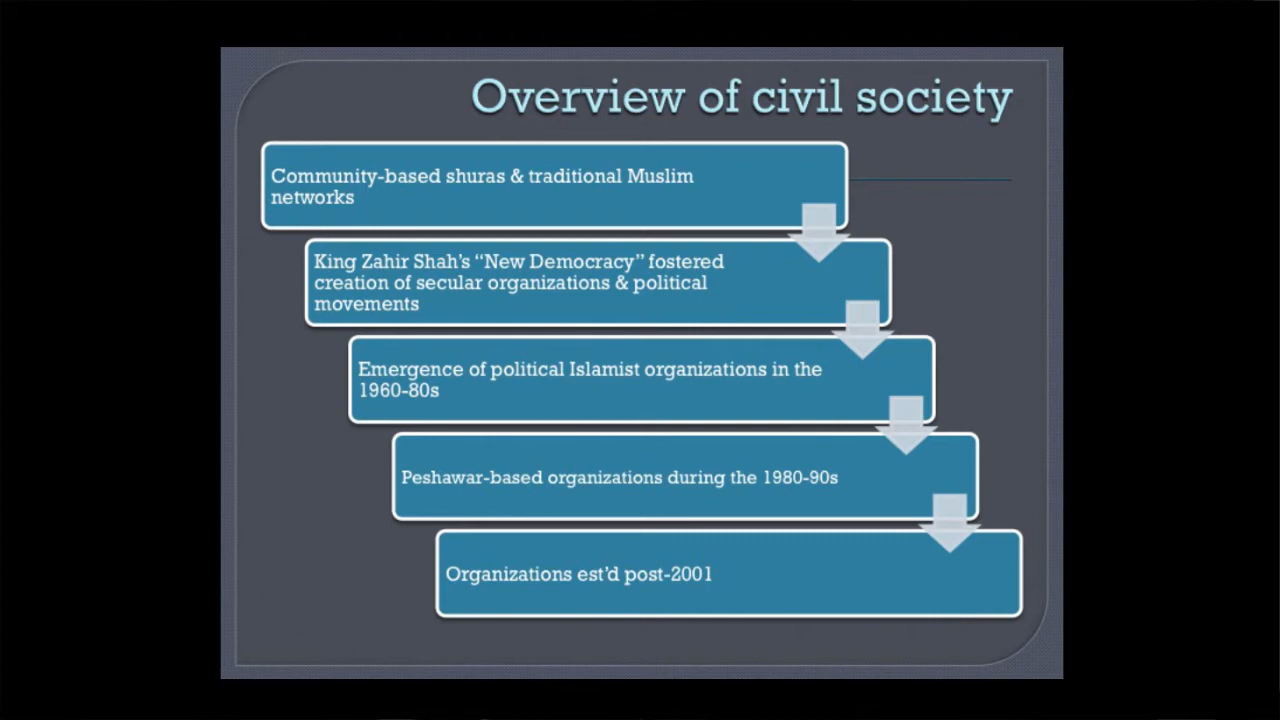 Overview of civil society
Community-based shuras & traditional Muslim
networks
King Zahir Shah’s “New Democracy” fostered
creation of secular organizations & political
movements
Emergence of political Islamist organizations in the
1960-80s
Peshawar-based organizations during the 1980-90s
Organizations est’d post-2001